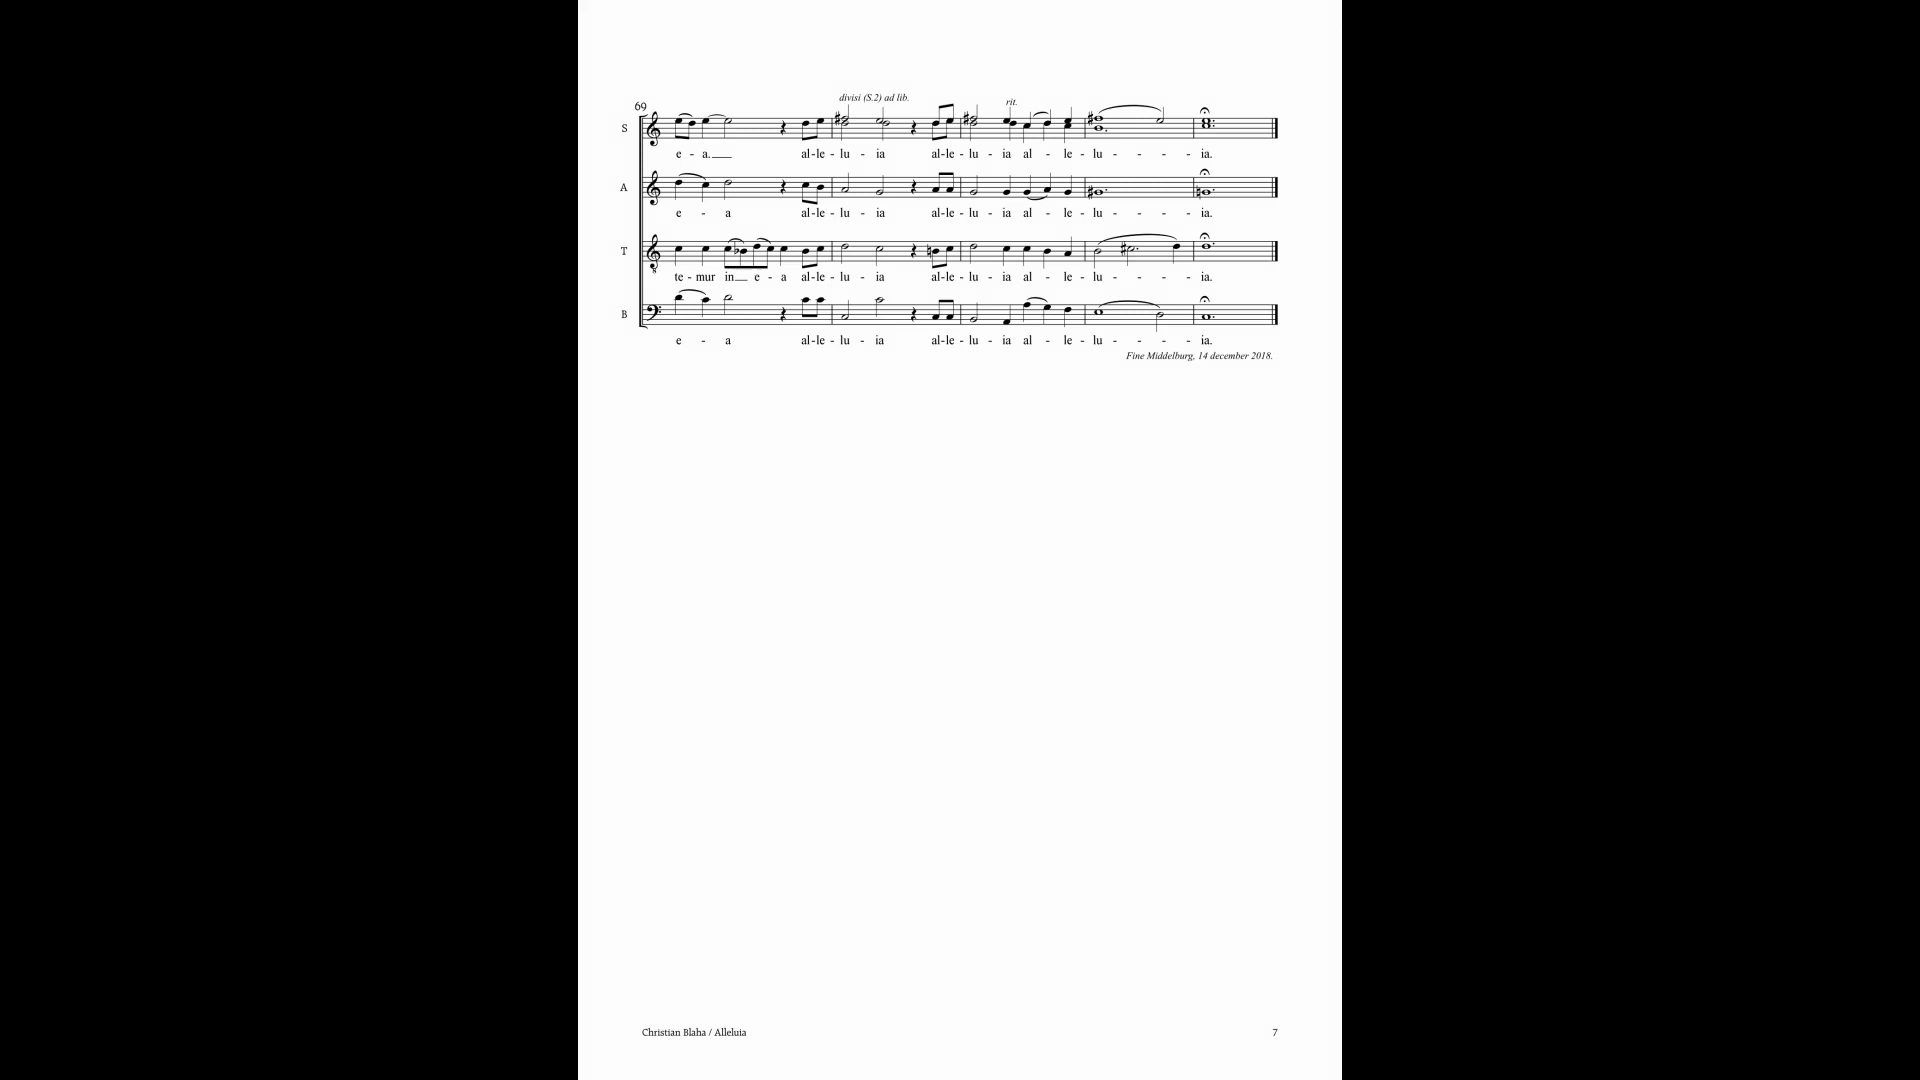 divisi (S.2) ad lib.
rit.
69
S
e - a.__ al-le - lu - ia al-le - lu - ia al - le - lu - - - ia.
A
e - a al-le - lu - ia al-le - lu - ia al - le - lu - - - ia.
T
te - mur in__ e - a al-le - lu - ia al-le - lu - ia al - le - lu - - - ia.
B
e - a al-le - lu - ia al-le - lu - ia al - le - lu - - - ia.
Fine Middelburg, 14 december 2018.
Christian Blaha / Alleluia 7